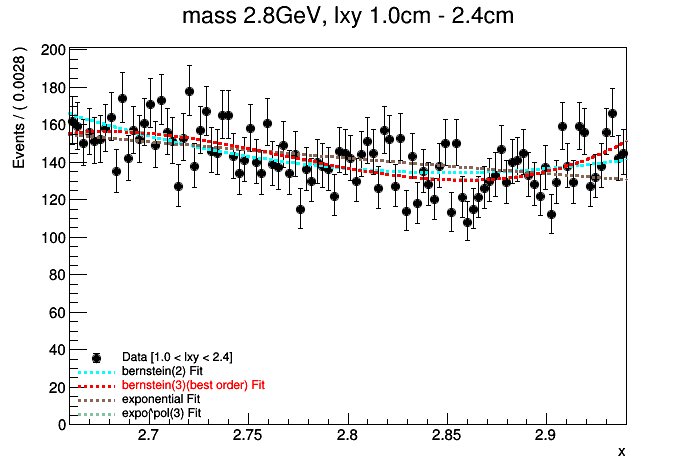 mass 2.8GeV, lxy 1.0cm - 2.4cm
Events / ( 0.0028 )
200
180
160
140
120
100
80
60
40
20
0
Data [1.0 < lxy < 2.4]
bernstein(2) Fit
bernstein(3)(best order) Fit
exponential Fit
expo^pol(3) Fit
2.7 2.75 2.8 2.85 2.9
x